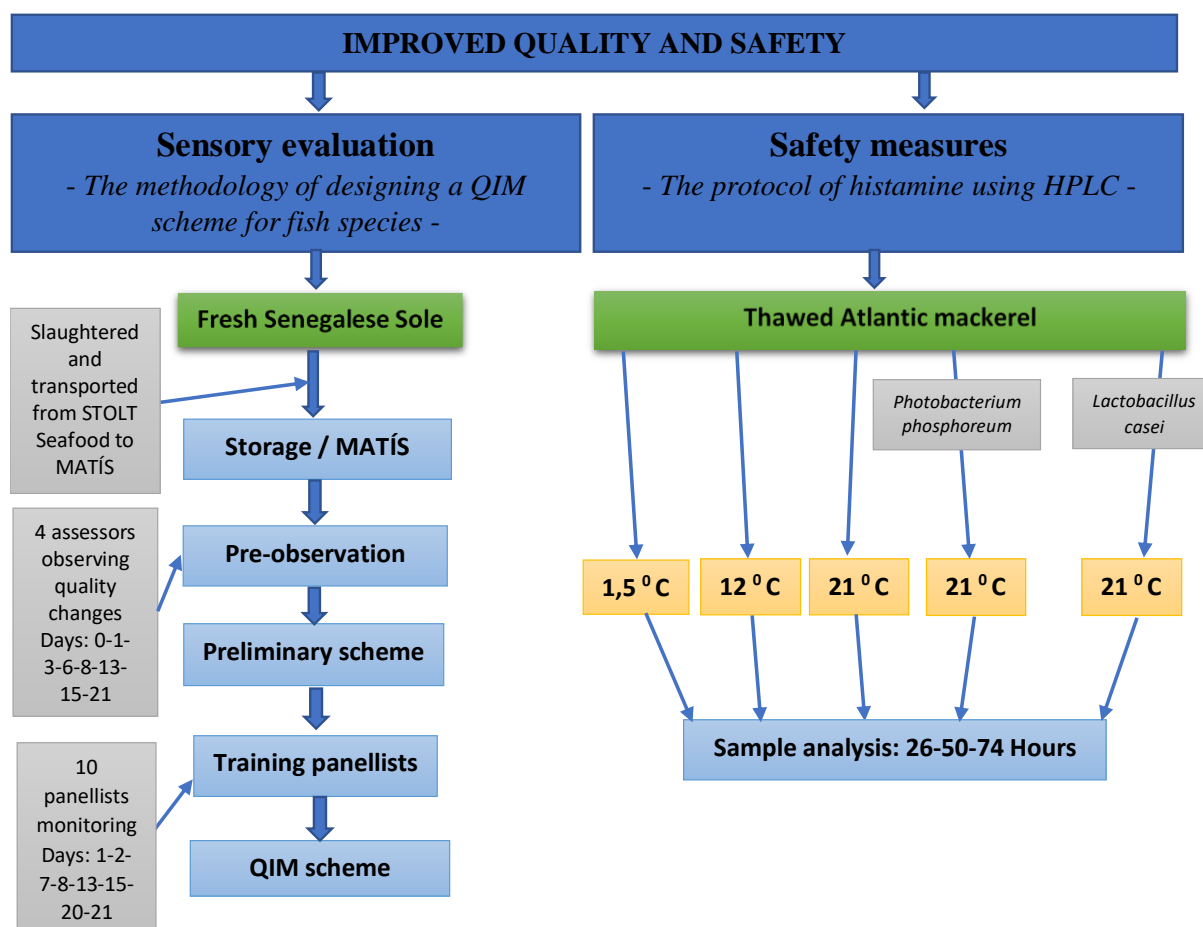 IMPROVED QUALITY AND SAFETY
Sensory evaluation
- The methodology of designing a QIM
scheme for fish species -
Safety measures
- The protocol of histamine using HPLC -
Fresh Senegalese Sole
Slaughtered
and
transported
from STOLT
Seafood to
MATÍS
Storage / MATÍS
4 assessors
observing
quality
changes
Days: 0-1-
3-6-8-13-
15-21
Pre-observation
Preliminary scheme
10
panellists
monitoring
Days: 1-2-
7-8-13-15-
20-21
Training panellists
QIM scheme
Thawed Atlantic mackerel
Photobacterium
phosphoreum
Lactobacillus
casei
1,5 ⁰ C
12 ⁰ C
21 ⁰ C
21 ⁰ C
21 ⁰ C
Sample analysis: 26-50-74 Hours